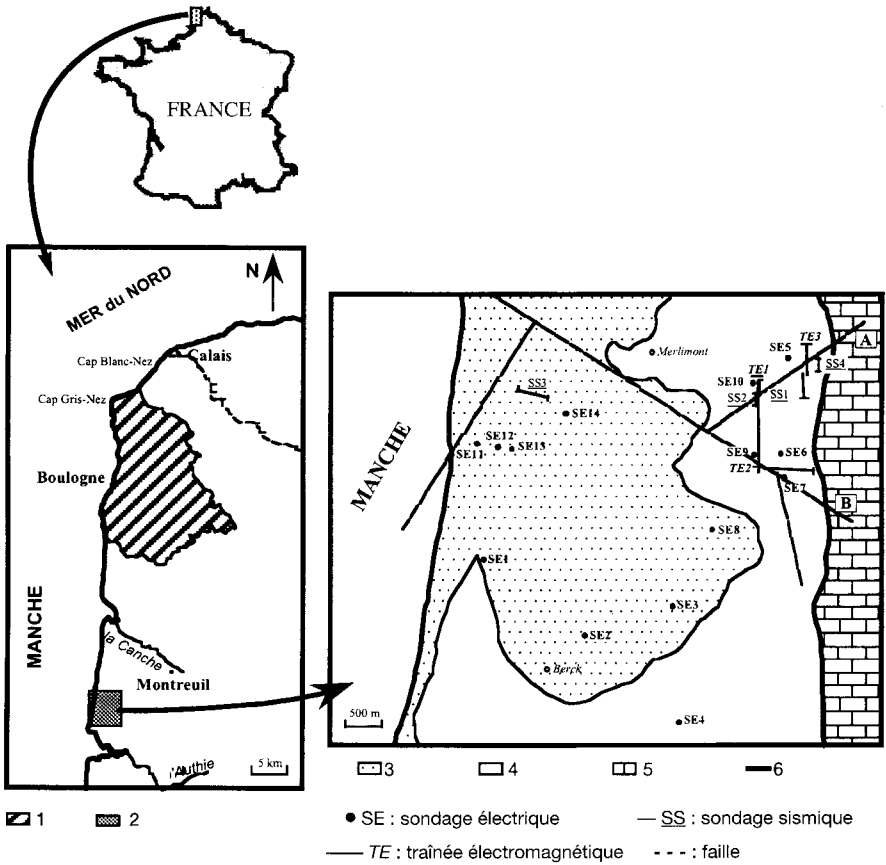 FRANCE
MER du NORD
N
Calais
Cap Blanc-Nez
Cap Gris-Nez
Boulogne
MANCHE
la Canche
Montreuil
l'Authie
5 km
MANCHE
Merlimont
SE5
TE3
A
TE1
SE10
SS4
SS2
SS1
SS3
SE14
SE12
SE11
SE13
SE9
SE6
TE2
SE7
B
SE8
SE1
SE3
SE2
Berck
SE4
500 m
3 4 5 6
1 2
SE : sondage électrique
SS : sondage sismique
TE : traînée électromagnétique
: faille